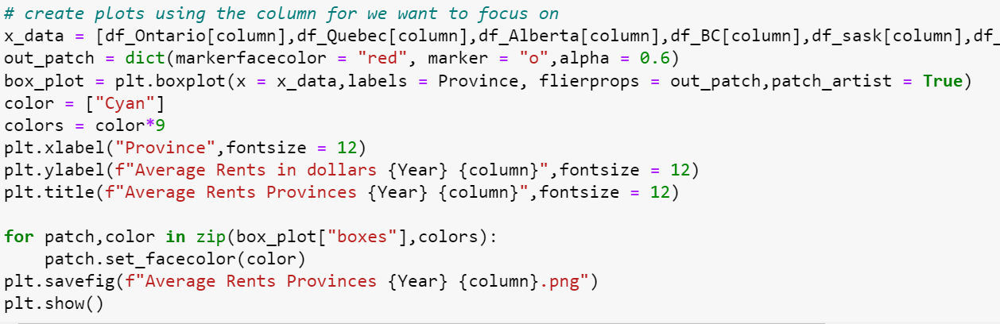 # create plots using the column for we want to focus on
x_data = [df_Ontario[column],df_Quebec[column],df_Alberta[column],df_BC[column],df_sask[column],df_
out_patch = dict(markerfacecolor = "red", marker = "o",alpha = 0.6)
box_plot = plt.boxplot(x = x_data,labels = Province, flierprops = out_patch,patch_artist = True)
color = ["Cyan"]
colors = color*9
plt.xlabel("Province",fontsize = 12)
plt.ylabel(f"Average Rents in dollars {Year} {column}",fontsize = 12)
plt.title(f"Average Rents Provinces {Year} {column}",fontsize = 12)

for patch,color in zip(box_plot["boxes"],colors):
    patch.set_facecolor(color)
plt.savefig(f"Average Rents Provinces {Year} {column}.png")
plt.show()